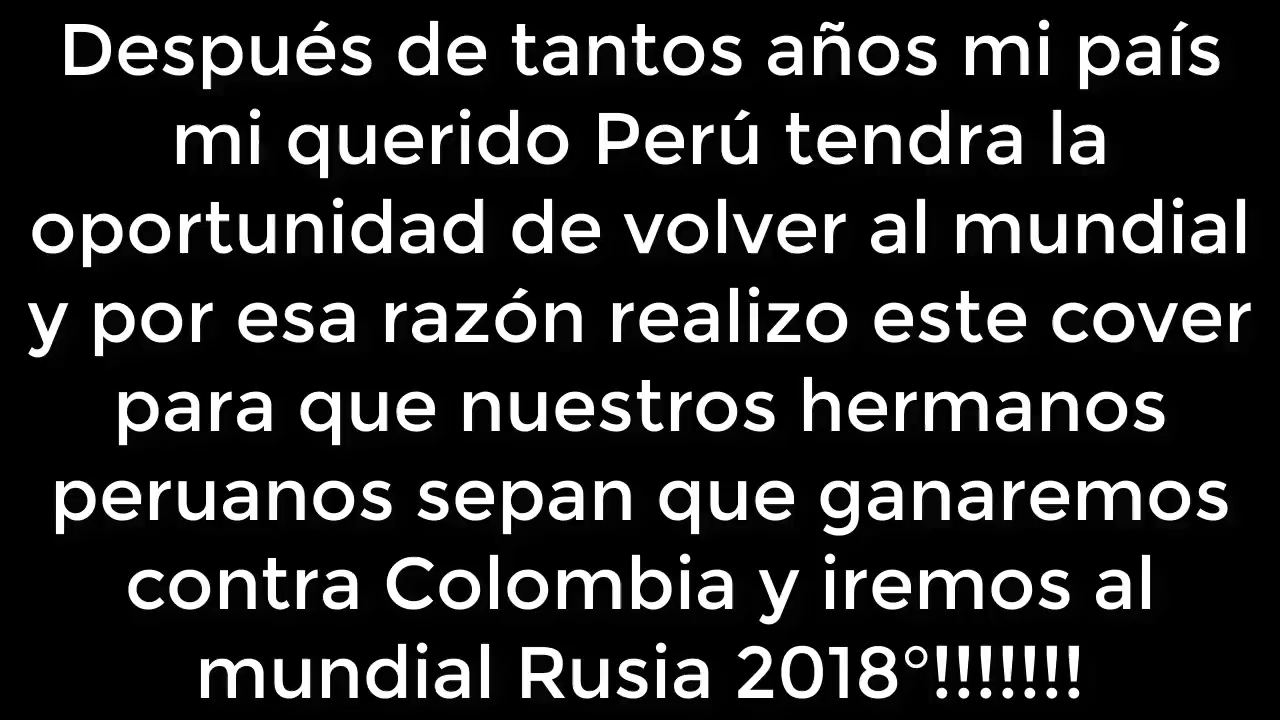 Después de tantos años mi país
mi querido Perú tendra la
oportunidad de volver al mundial
y por esa razón realizo este cover
para que nuestros hermanos
peruanos sepan que ganaremos
contra Colombia y iremos al
mundial Rusia 2018°!!!!!!!